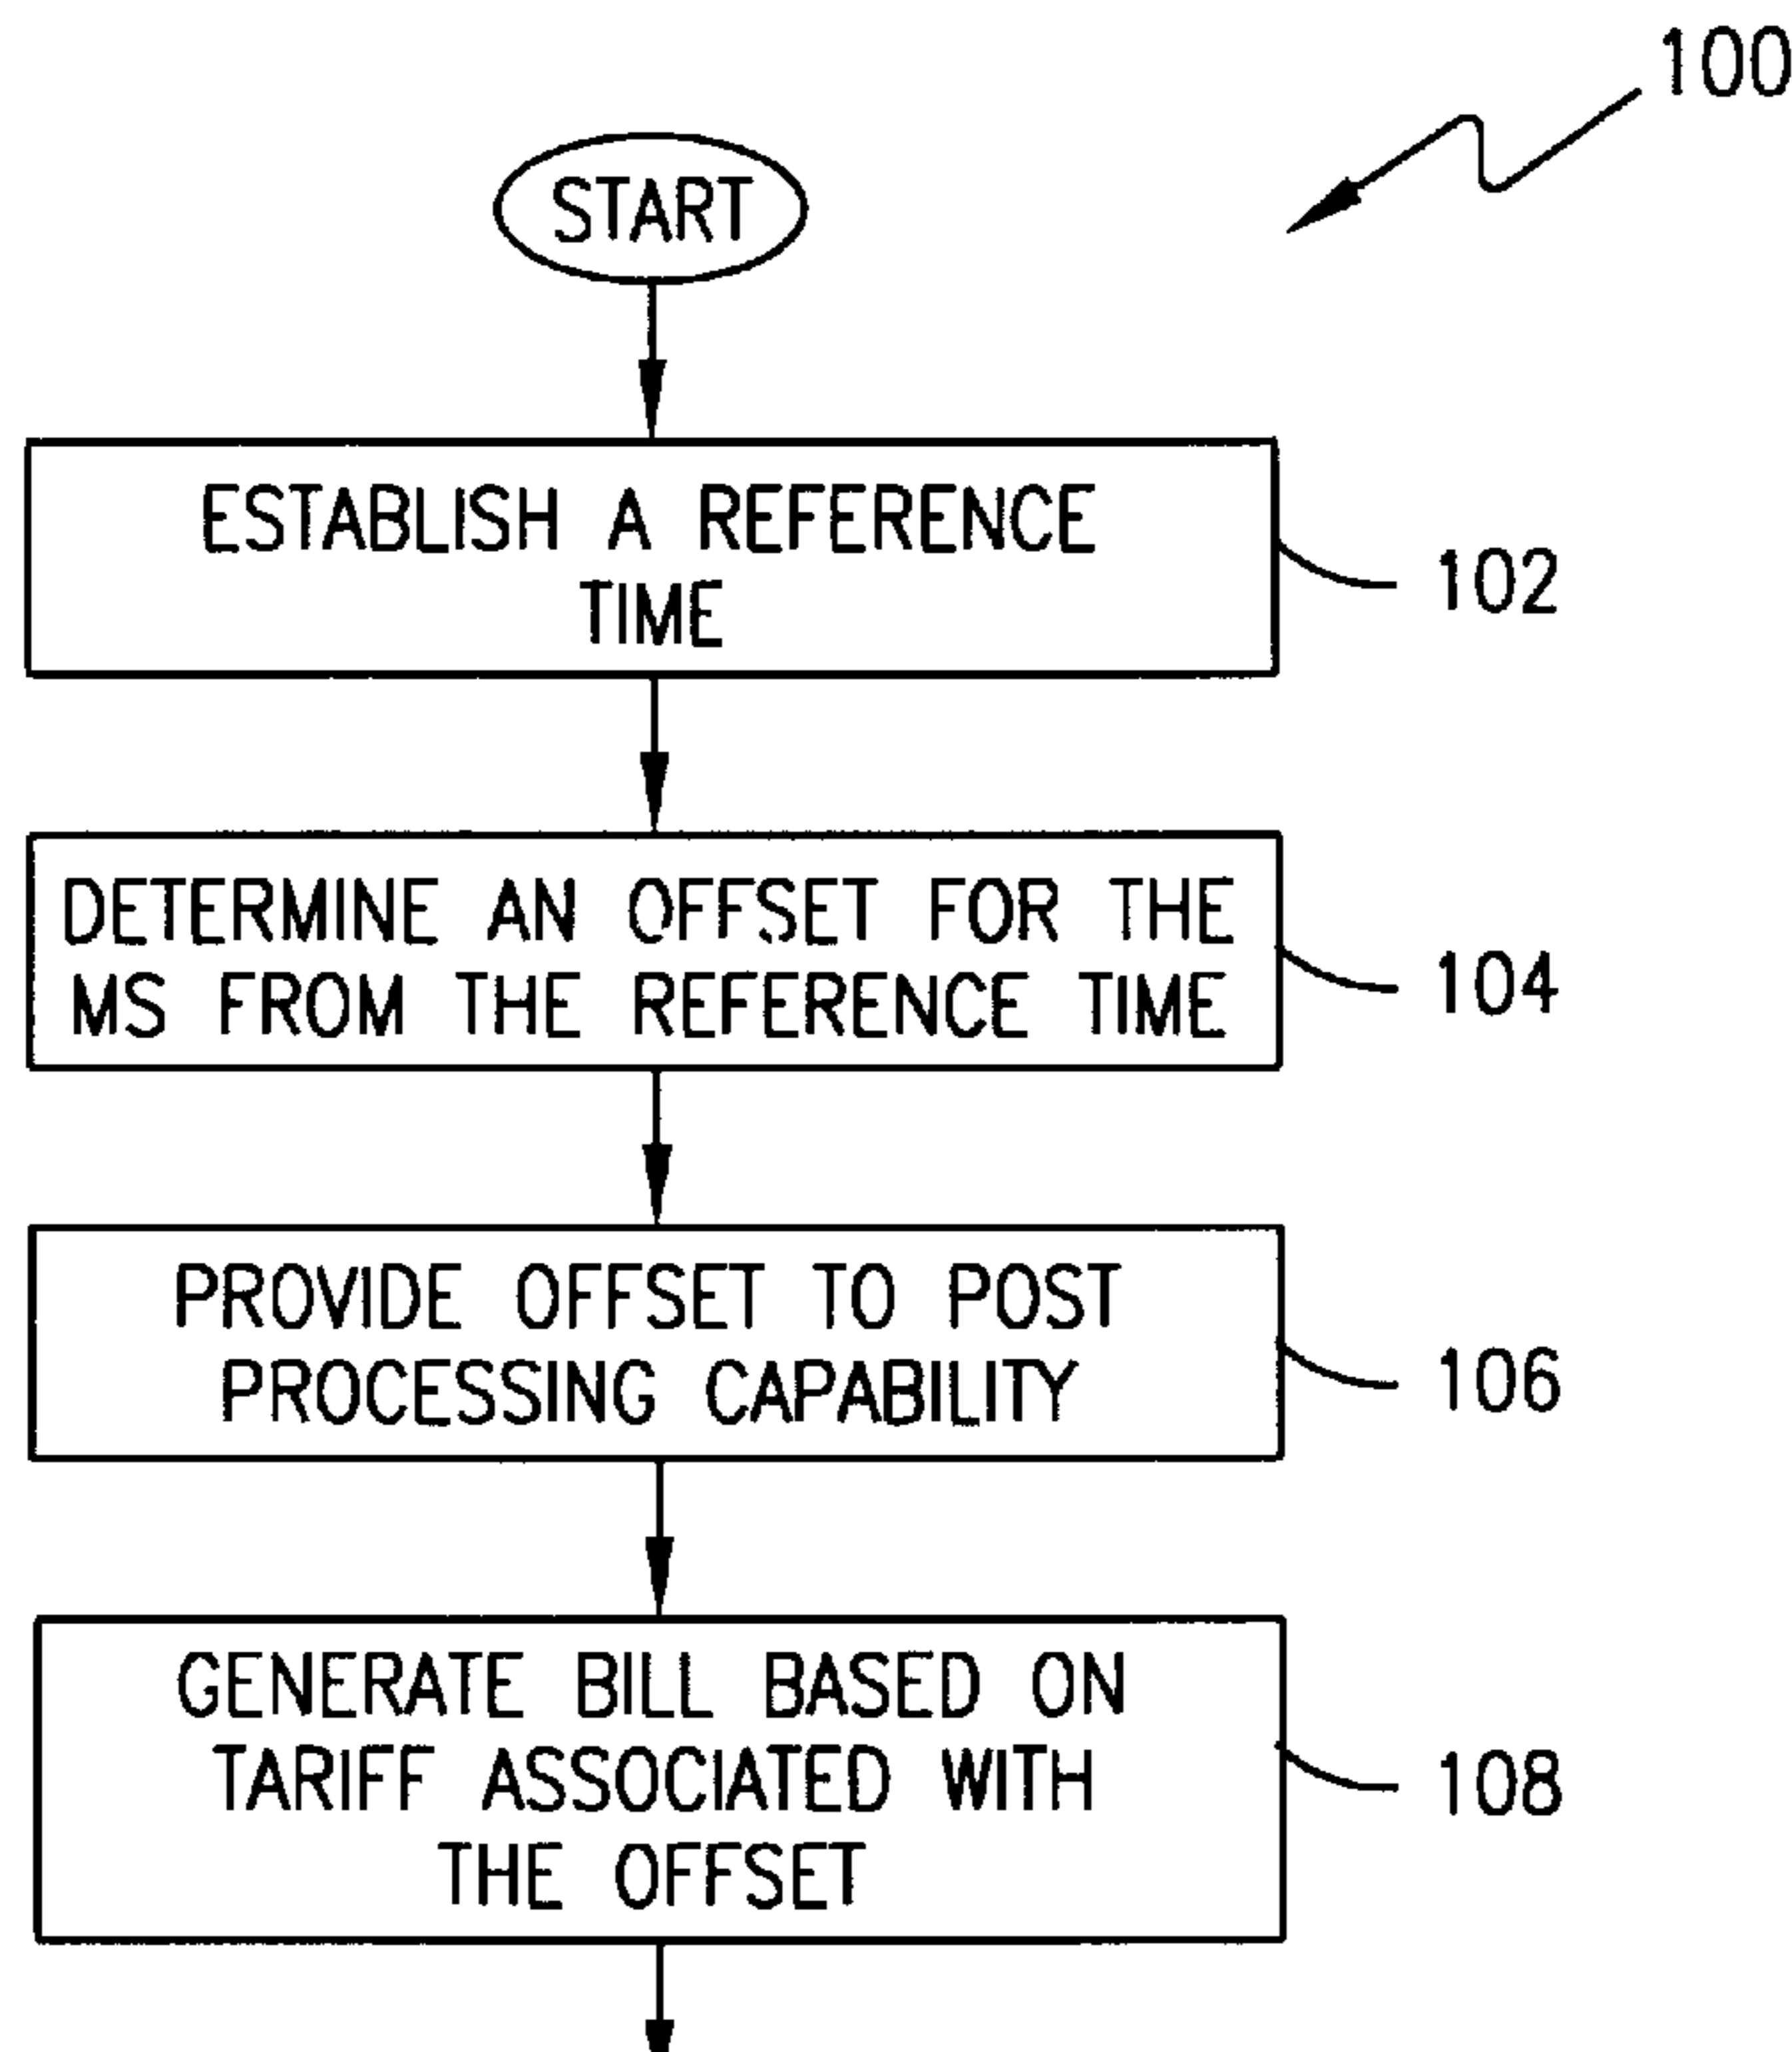 100
START
ESTABLISH A REFERENCE
TIME
102
DETERMINE AN OFFSET FOR THE
MS FROM THE REFERENCE TIME
104
PROVIDE OFFSET TO POST
PROCESSING CAPABILITY
106
GENERATE BILL BASED ON
TARIFF ASSOCIATED WITH
THE OFFSET
108